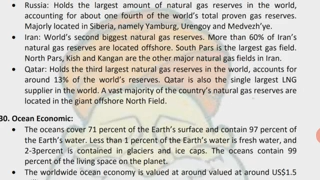 • Russia: Holds the largest amount of natural gas reserves in the world,
accounting for about one fourth of the world's total proven gas reserves.
Majorly located in Siberia, namely Yamburg, Urengoy and Medvezh'ye.
• Iran: World's second biggest natural gas reserves. More than 60% of Iran's
natural gas reserves are located offshore. South Pars is the largest gas field.
North Pars, Kish and Kangan are the other major natural gas fields in Iran.
• Qatar: Holds the third largest natural gas reserves in the world, accounts for
around 13% of the world's reserves. Qatar is also the single largest LNG
supplier in the world. A vast majority of the country's natural gas reserves are
located in the giant offshore North Field.
30. Ocean Economic:
• The oceans cover 71 percent of the Earth's surface and contain 97 percent of
the Earth's water. Less than 1 percent of the Earth's water is fresh water, and
2-3percent is contained in glaciers and ice caps. The oceans contain 99
percent of the living space on the planet.
• The worldwide ocean economy is valued at around valued at around US$1.5